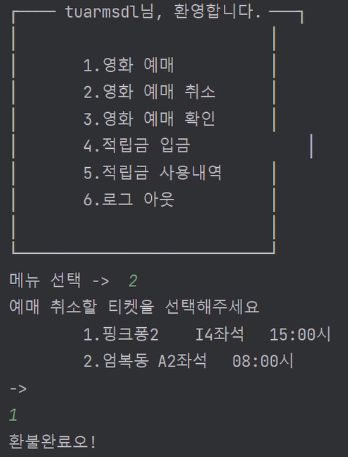 tuarmsdl님, 환영합니다.
1.영화 예매
2.영화 예매 취소
3.영화 예매 확인
4.적립금 입금
5.적립금 사용내역
6.로그 아웃
메뉴 선택 -> 2
예매 취소할 티켓을 선택해주세요
1.핑크퐁2 I4좌석 15:00시
2.엄복동 A2좌석 08:00시
->
1
환불완료오!